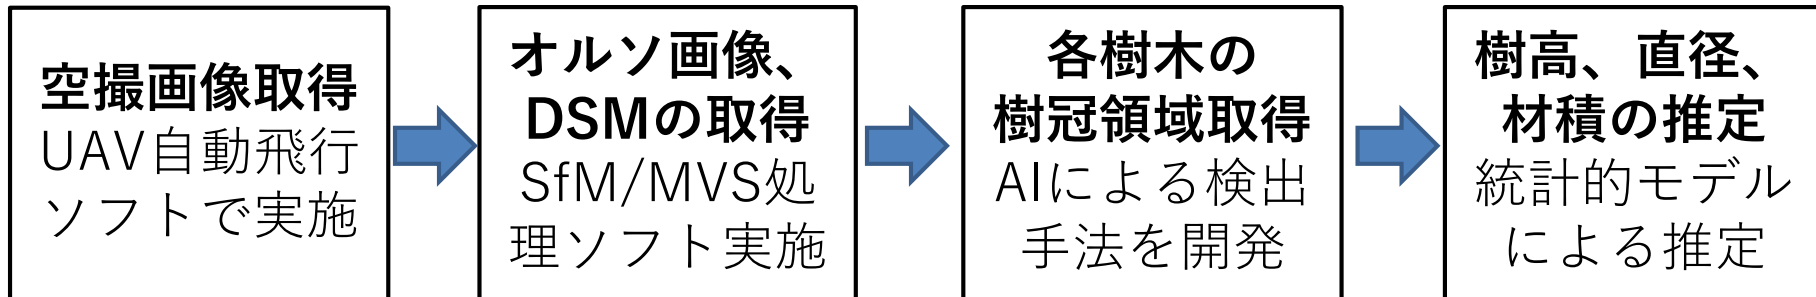 空撮画像取得
UAV自動飛行
ソフトで実施
オルソ画像、
DSMの取得
SfM/MVS処
理ソフト実施
各樹木の
樹冠領域取得
AIによる検出
手法を開発
樹高、直径、
材積の推定
統計的モデル
による推定